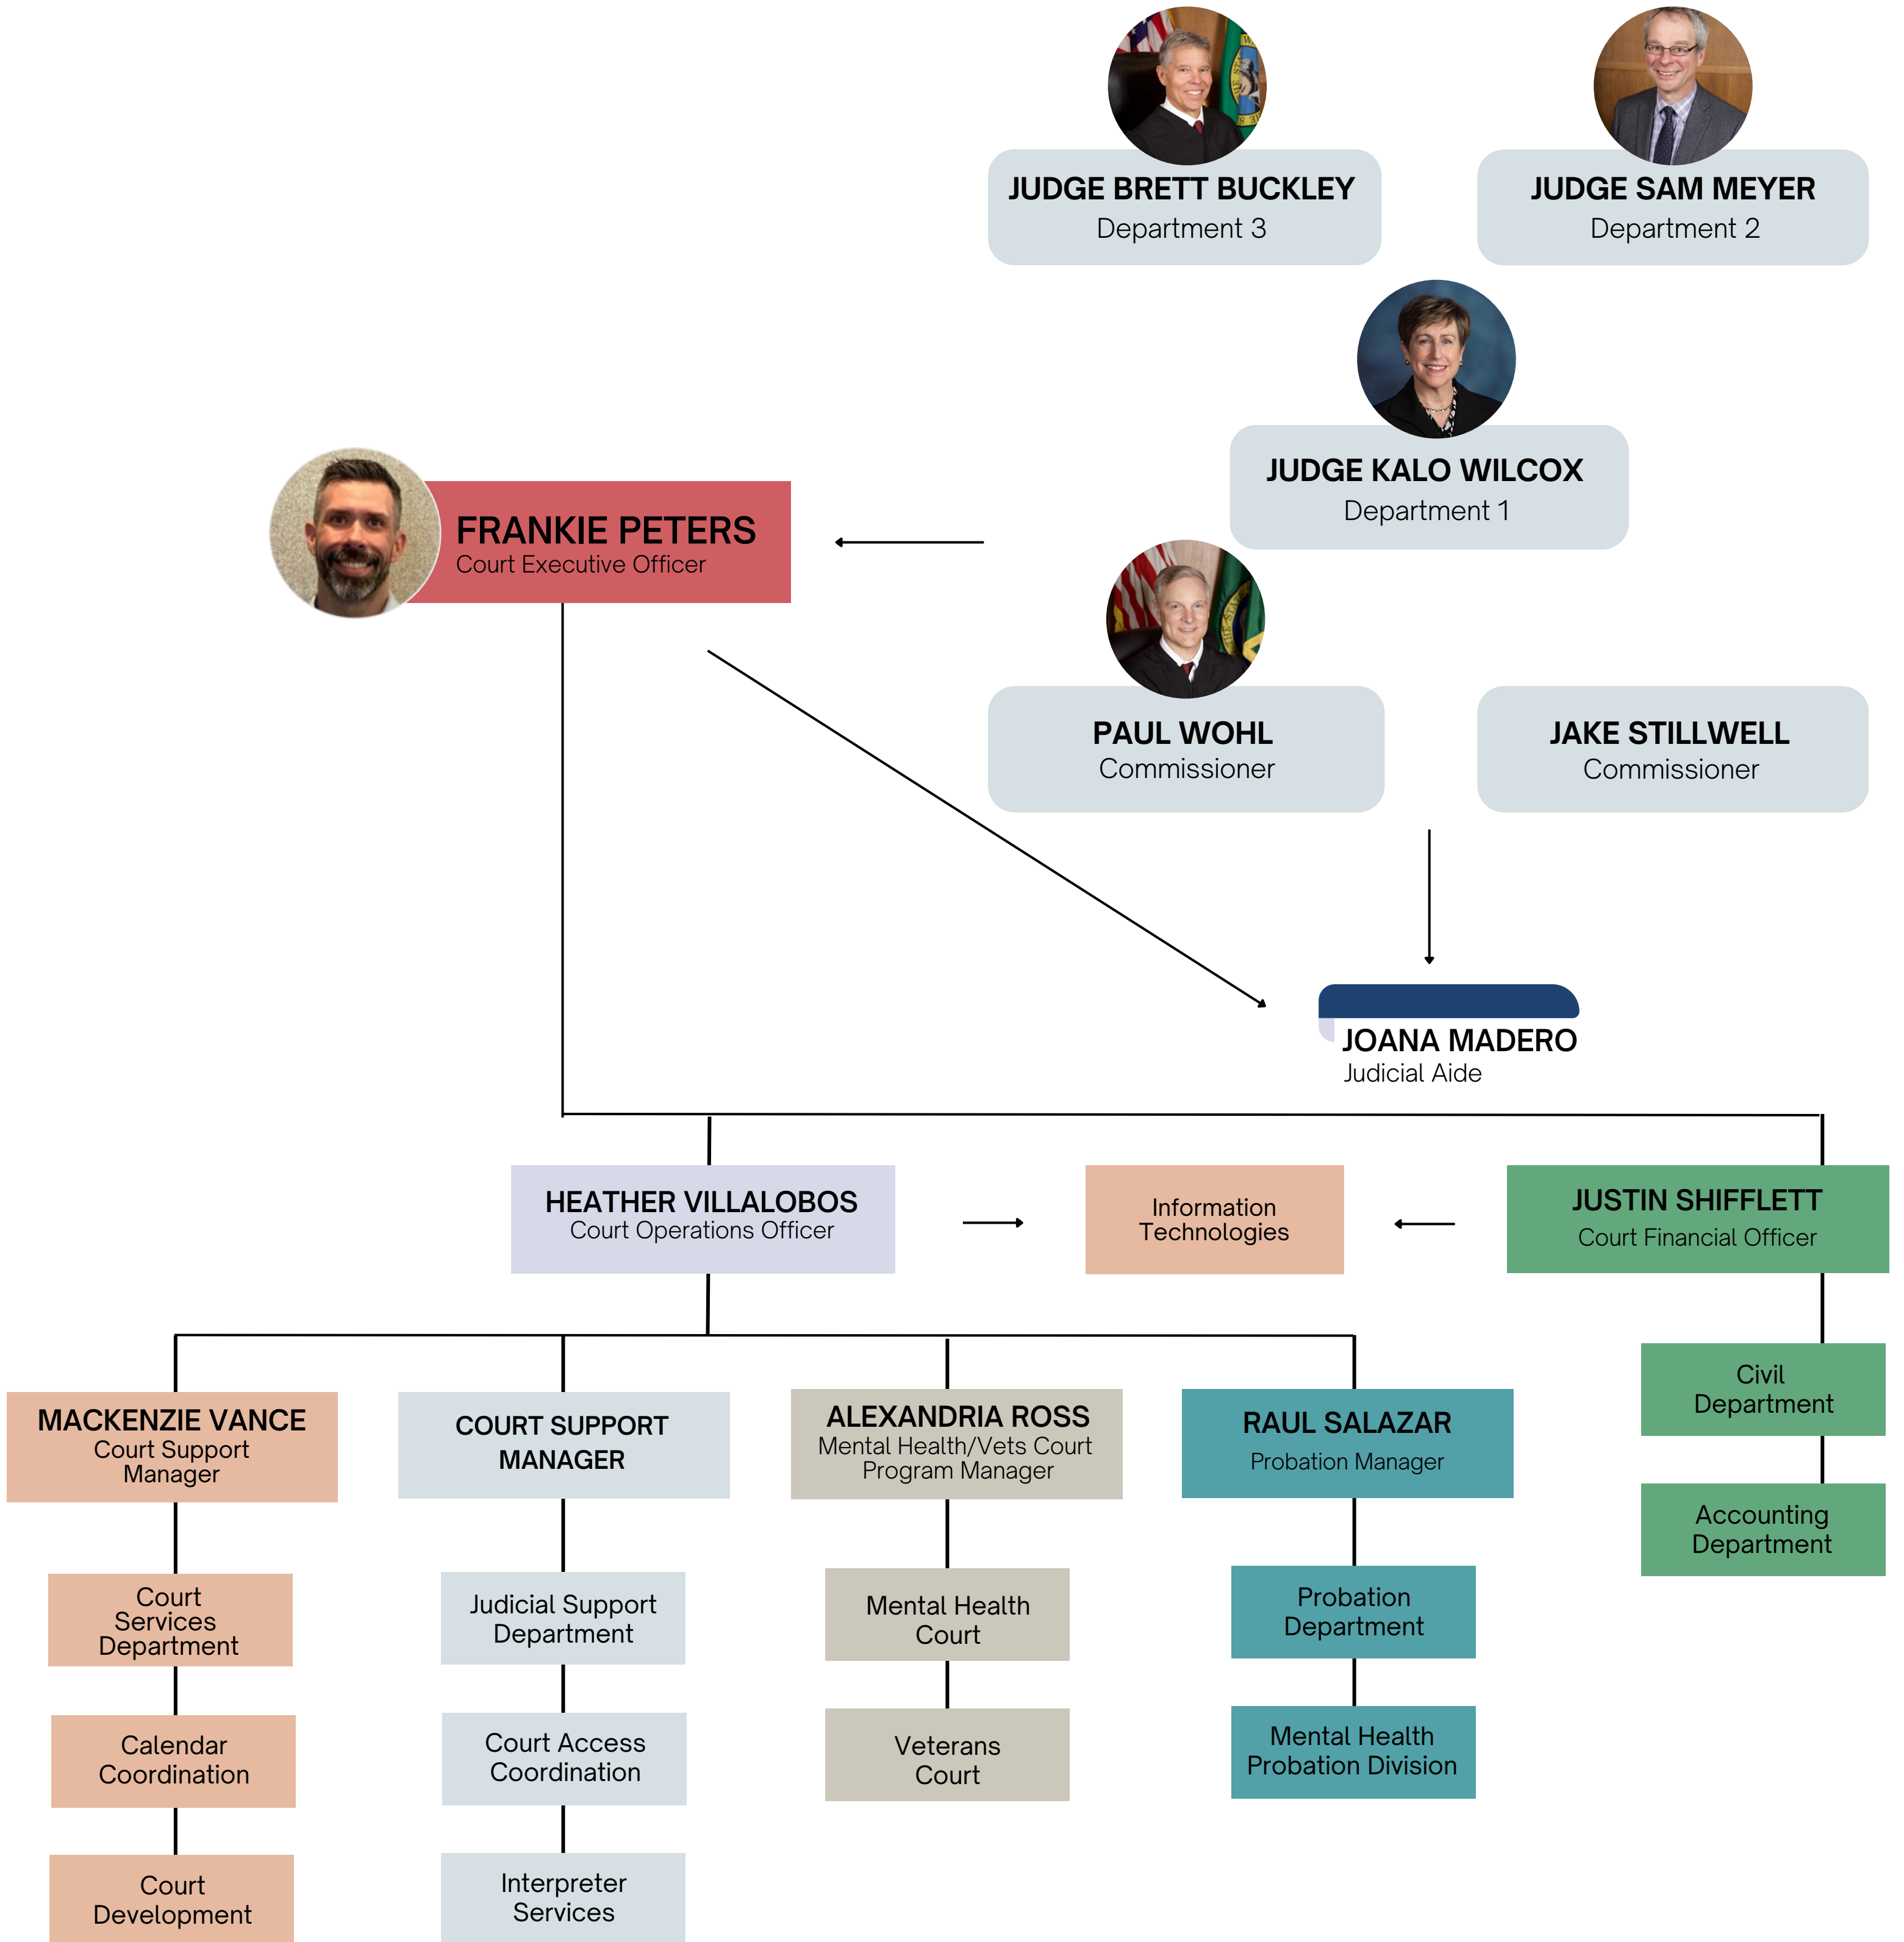 JUDGE BRETT BUCKLEY
Department 3
JUDGE SAM MEYER
Department 2
JUDGE KALO WILCOX
Department 1
FRANKIE PETERS
Court Executive Officer
PAUL WOHL
Commissioner
JAKE STILLWELL
Commissioner
JOANA MADERO
Judicial Aide
HEATHER VILLALOBOS
Court Operations Officer
Information
Technologies
JUSTIN SHIFFLETT
Court Financial Officer
Civil
Department
Accounting
Department
MACKENZIE VANCE
Court Support
Manager
Court
Services
Department
Calendar
Coordination
Court
Development
COURT SUPPORT
MANAGER
Judicial Support
Department
Court Access
Coordination
Interpreter
Services
ALEXANDRIA ROSS
Mental Health/Vets Court
Program Manager
Mental Health
Court
Veterans
Court
RAUL SALAZAR
Probation Manager
Probation
Department
Mental Health
Probation Division